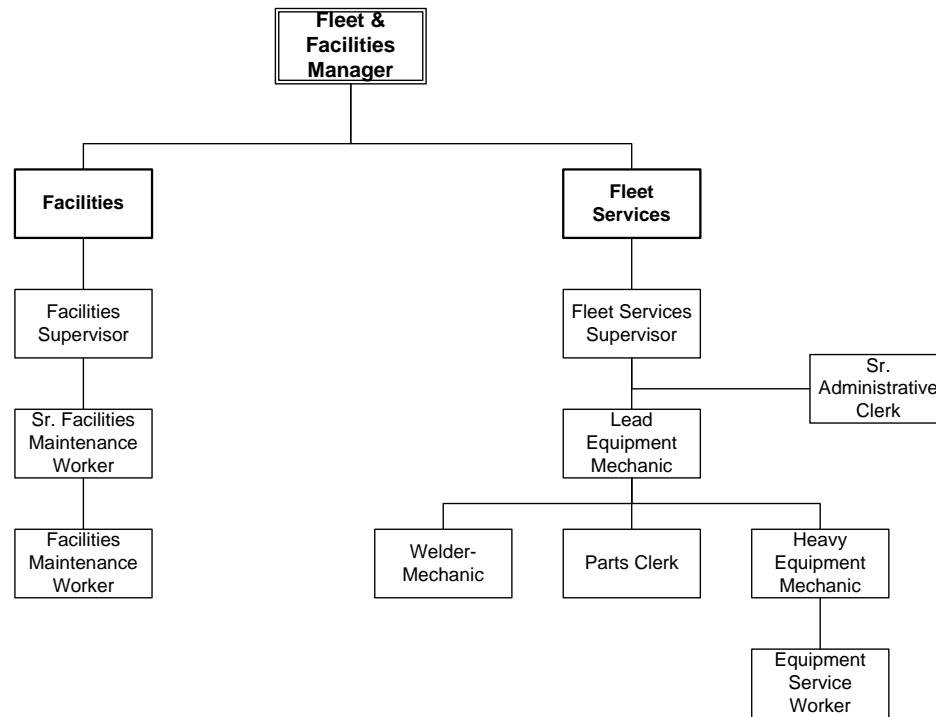 Fleet &
Facilities
Manager
Facilities
Fleet
Services
Facilities
Supervisor
Fleet Services
Supervisor
Sr.
Administrative
Clerk
Sr. Facilities
Maintenance
Worker
Lead
Equipment
Mechanic
Facilities
Maintenance
Worker
Welder-
Mechanic
Parts Clerk
Heavy
Equipment
Mechanic
Equipment
Service
Worker